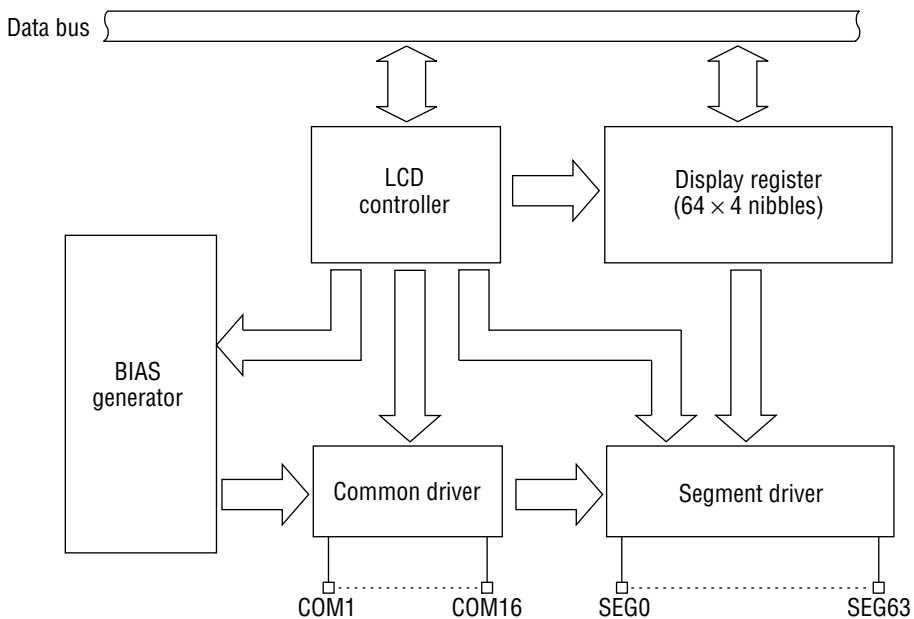 Data bus
LCD
controller
Display register
(64 × 4 nibbles)
BIAS
generator
Common driver
Segment driver
COM1
COM16
SEG0
SEG63